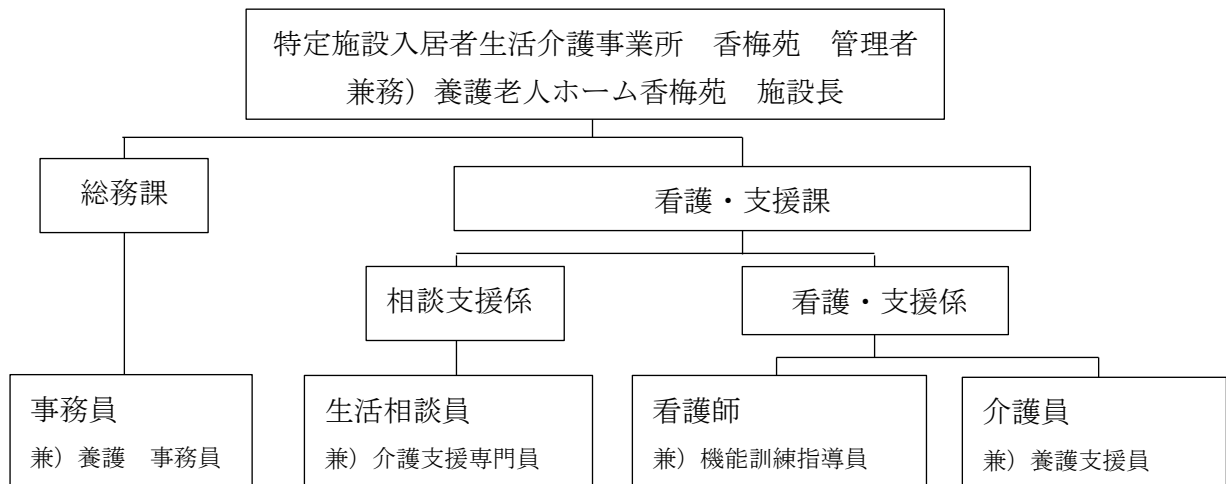 特定施設入居者生活介護事業所　香梅苑　管理者
兼務）養護老人ホーム香梅苑　施設長
総務課
看護・支援課
相談支援係
看護・支援係
事務員
兼）養護　事務員
生活相談員
兼）介護支援専門員
看護師
兼）機能訓練指導員
介護員
兼）養護支援員